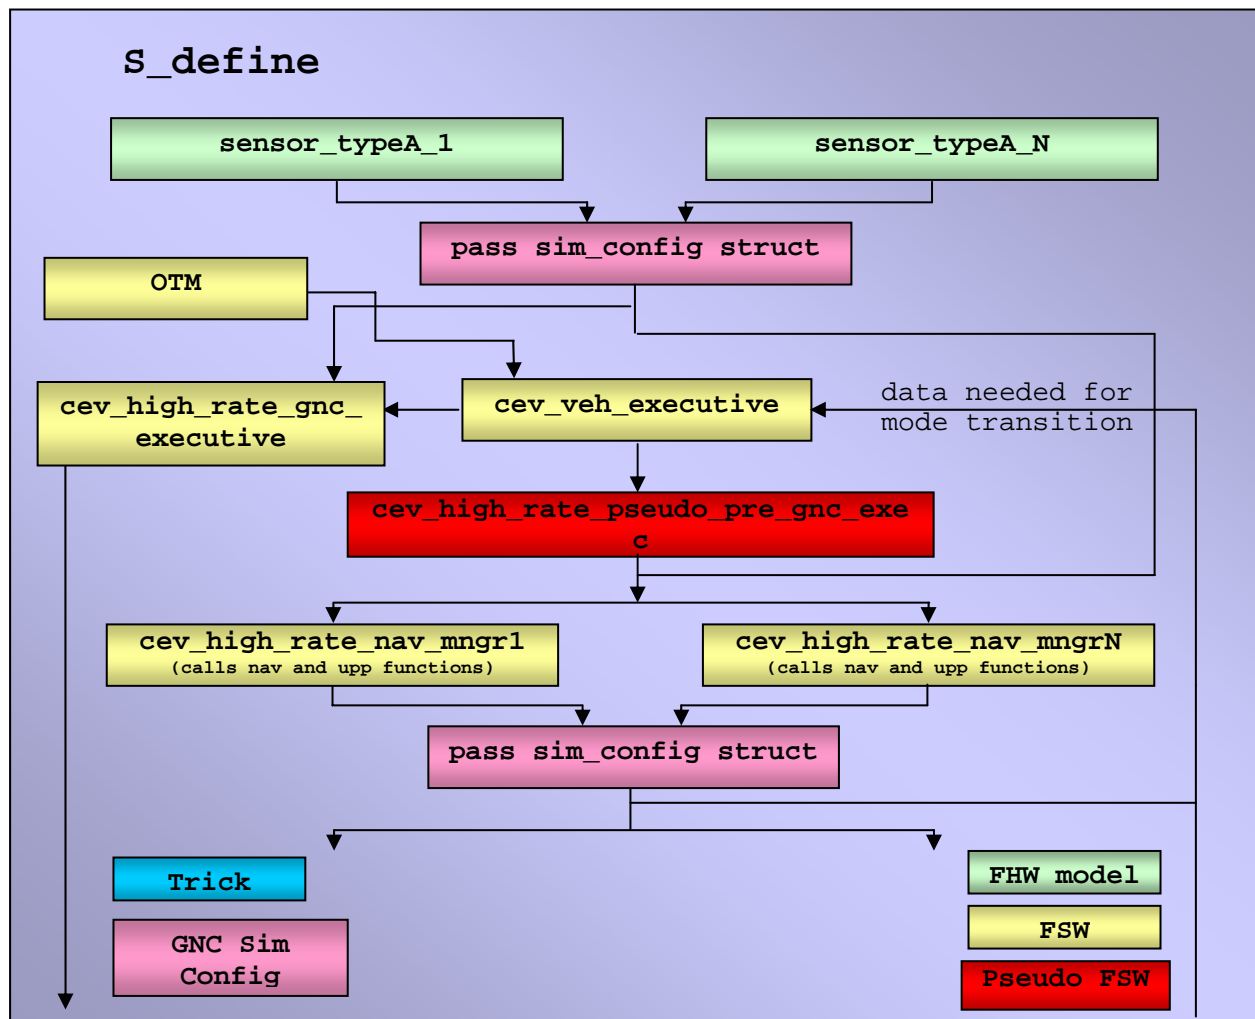 S_define
sensor_typeA_1
sensor_typeA_N
pass sim_config struct
OTM
cev_high_rate_gnc_
executive
cev_veh_executive
data needed for
mode transition
cev_high_rate_pseudo_pre_gnc_exe
c
cev_high_rate_nav_mngr1
(calls nav and upp functions)
cev_high_rate_nav_mngrN
(calls nav and upp functions)
pass sim_config struct
Trick
FHW model
GNC Sim
Config
FSW
Pseudo FSW